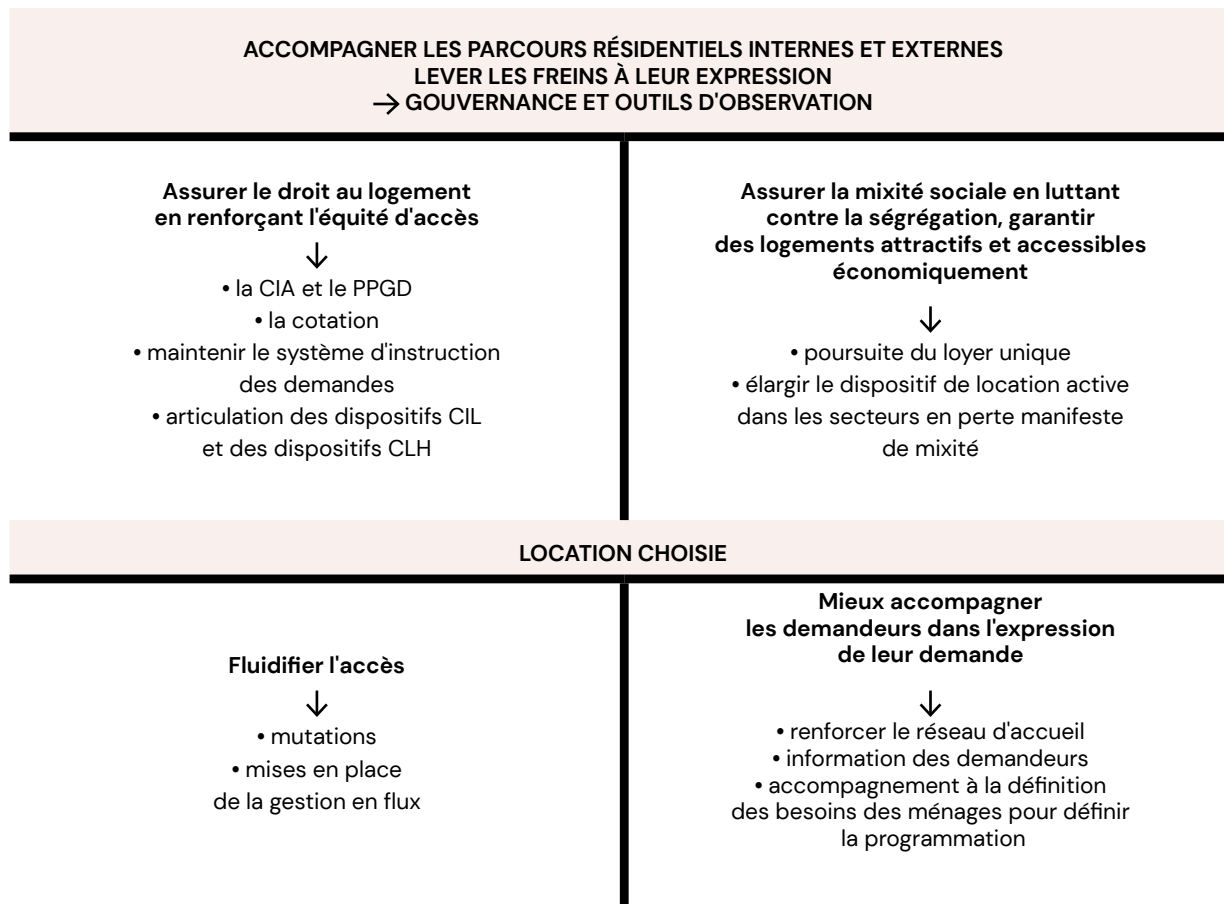 ACCOMPAGNER LES PARCOURS RÉSIDENTIELS INTERNES ET EXTERNES
LEVER LES FREINS À LEUR EXPRESSION
→ GOUVERNANCE ET OUTILS D'OBSERVATION
Assurer le droit au logement
en renforçant l'équité d'accès
↓
• la CIA et le PPGD
• la cotation
• maintenir le système d'instruction
des demandes
• articulation des dispositifs CIL
et des dispositifs CLH
Assurer la mixité sociale en luttant
contre la ségrégation, garantir
des logements attractifs et accessibles
économiquement
↓
• poursuite du loyer unique
• élargir le dispositif de location active
dans les secteurs en perte manifeste
de mixité
LOCATION CHOISIE
Fluidifier l'accès
↓
• mutations
• mises en place
de la gestion en flux
Mieux accompagner
les demandeurs dans l'expression
de leur demande
↓
• renforcer le réseau d'accueil
• information des demandeurs
• accompagnement à la définition
des besoins des ménages pour définir
la programmation